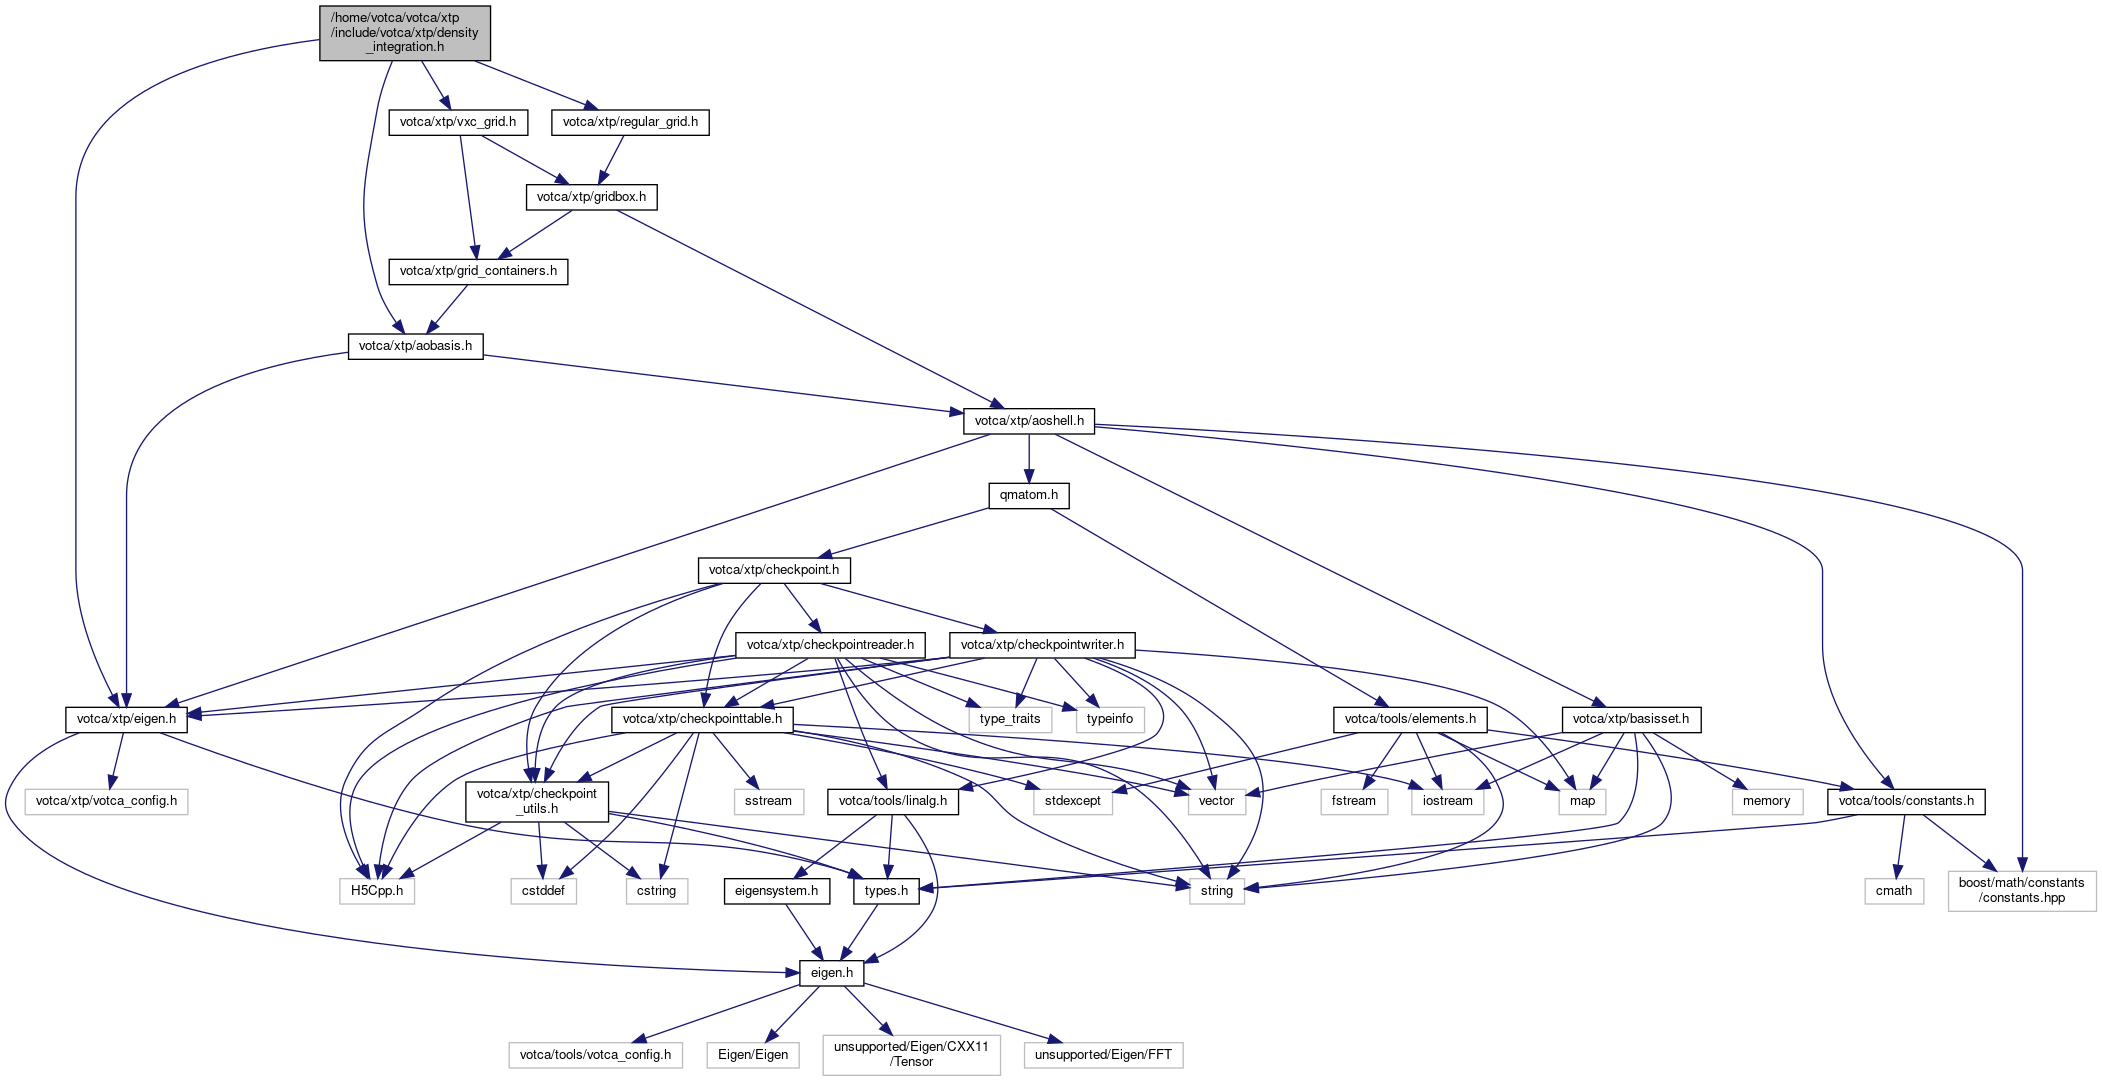 /home/votca/votca/xtp
/include/votca/xtp/density
_integration.h
votca/xtp/vxc_grid.h
votca/xtp/regular_grid.h
votca/xtp/gridbox.h
votca/xtp/grid_containers.h
votca/xtp/aobasis.h
votca/xtp/aoshell.h
qmatom.h
votca/xtp/checkpoint.h
votca/xtp/checkpointreader.h
votca/xtp/checkpointwriter.h
votca/xtp/eigen.h
votca/xtp/checkpointtable.h
type_traits
typeinfo
votca/tools/elements.h
votca/xtp/basisset.h
votca/xtp/votca_config.h
votca/xtp/checkpoint
_utils.h
sstream
votca/tools/linalg.h
stdexcept
vector
fstream
iostream
map
memory
votca/tools/constants.h
H5Cpp.h
cstddef
cstring
eigensystem.h
types.h
string
cmath
boost/math/constants
/constants.hpp
eigen.h
votca/tools/votca_config.h
Eigen/Eigen
unsupported/Eigen/CXX11
/Tensor
unsupported/Eigen/FFT